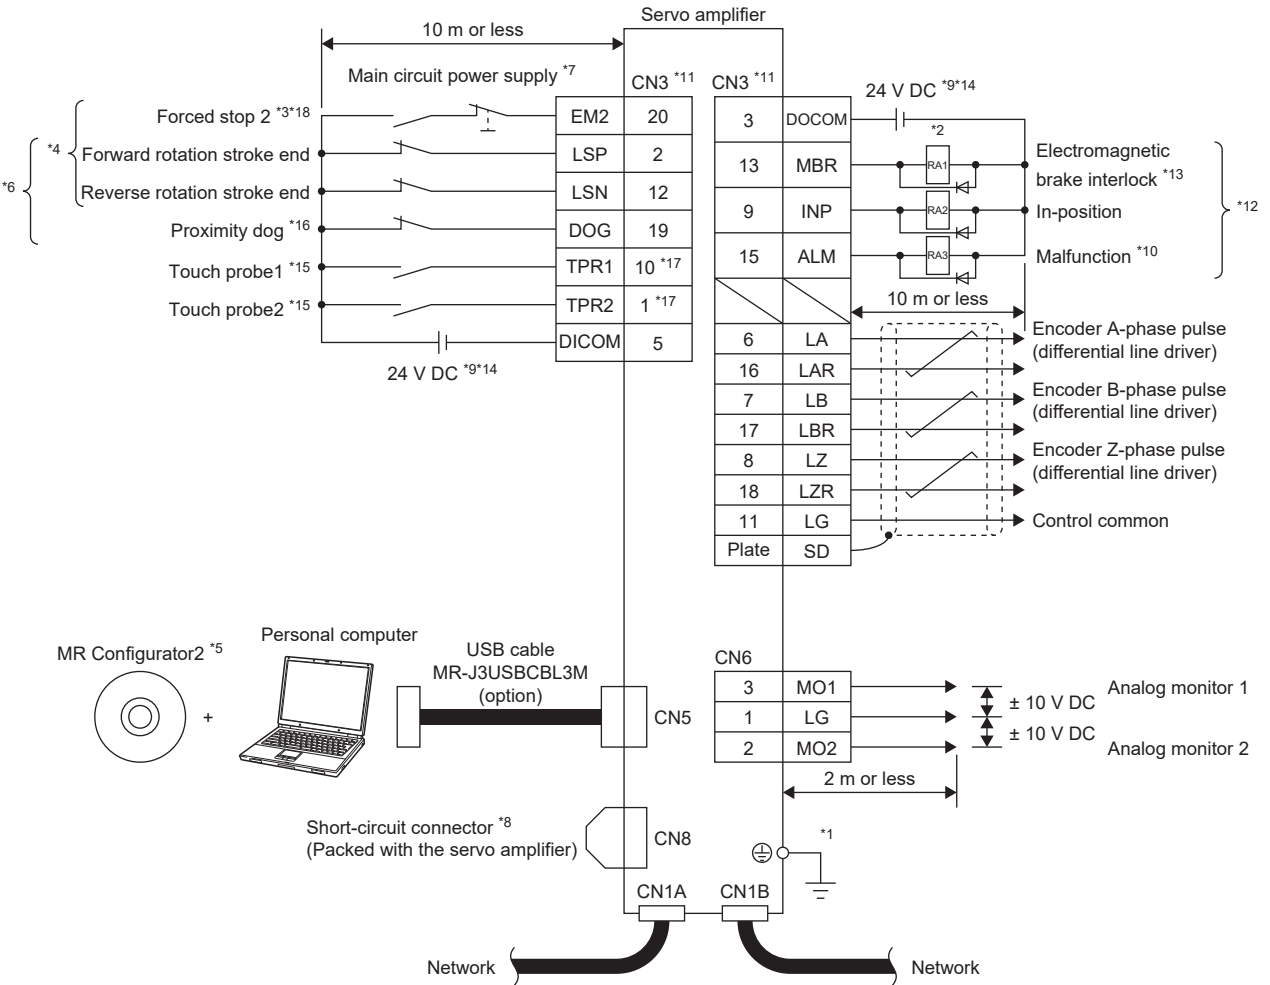 Servo amplifier
10 m or less
Main circuit power supply *7
CN3 *11
CN3 *11
24 V DC *9*14
Forced stop 2 *3*18
EM2 20
3 DOCOM
*2
*4
Forward rotation stroke end
LSP 2
13 MBR
RA1
Electromagnetic
brake interlock *13
*6
Reverse rotation stroke end
LSN 12
9 INP
RA2
In-position
*12
Proximity dog *16
DOG 19
15 ALM
RA3
Malfunction *10
Touch probe1 *15
TPR1 10 *17
Touch probe2 *15
TPR2 1 *17
10 m or less
DICOM 5
24 V DC *9*14
6 LA
Encoder A-phase pulse
(differential line driver)
16 LAR
7 LB
Encoder B-phase pulse
(differential line driver)
17 LBR
8 LZ
Encoder Z-phase pulse
(differential line driver)
18 LZR
11 LG
Control common
Plate SD
MR Configurator2 *5
+
Personal computer
USB cable
MR-J3USBCBL3M
(option)
CN5
CN6
3 MO1
Analog monitor 1
± 10 V DC
1 LG
± 10 V DC
2 MO2
Analog monitor 2
2 m or less
Short-circuit connector *8
(Packed with the servo amplifier)
CN8
*1
CN1A
CN1B
Network
Network